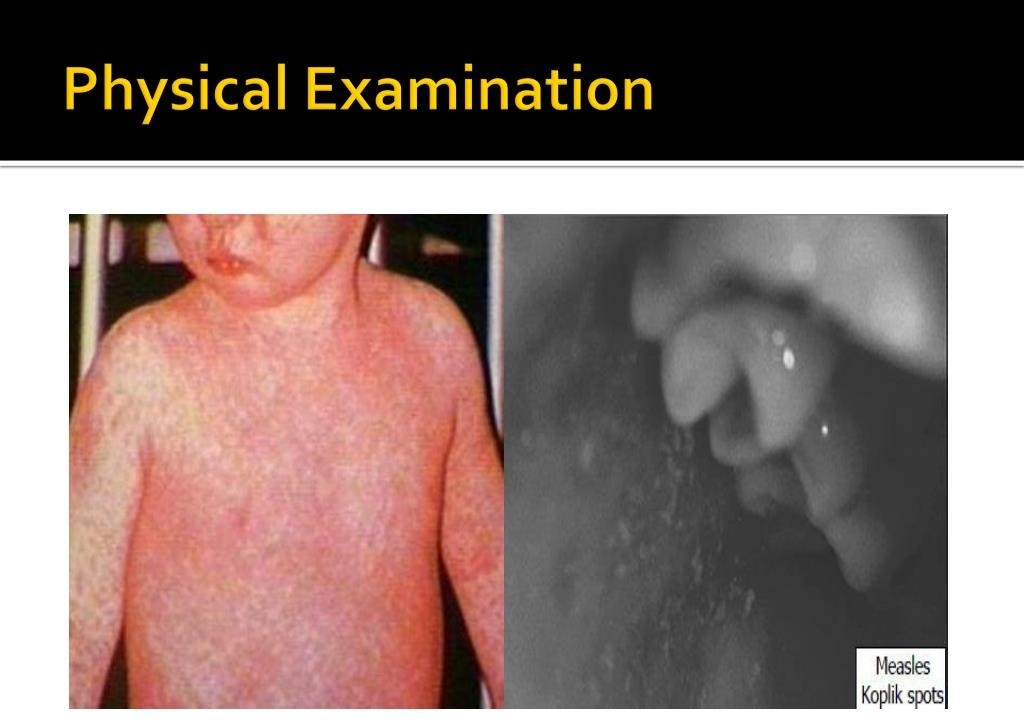 Physical Examination
Measles
Koplik spots